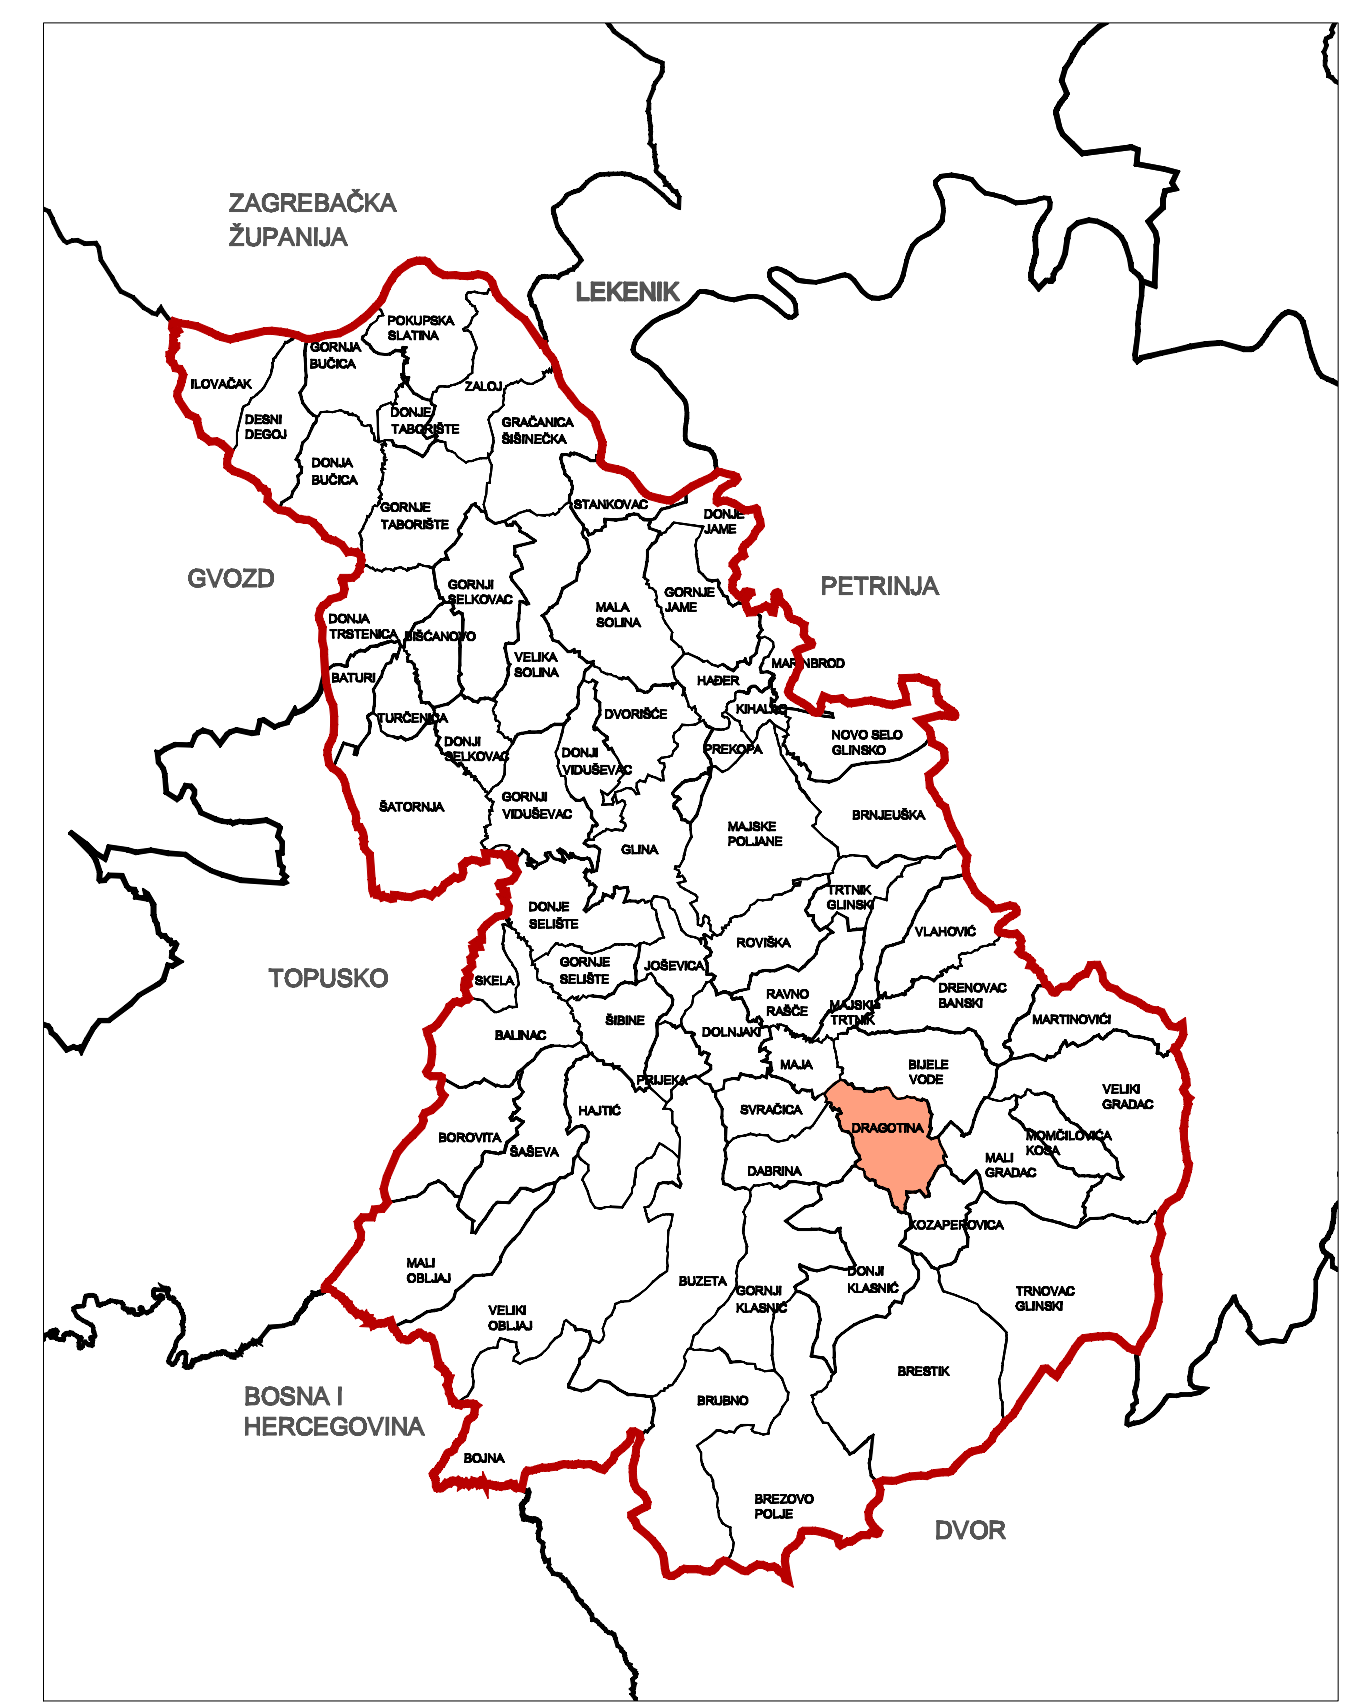 ZAGREBAČKA
ŽUPANIJA
LEKENIK
POKUPSKA
SLATINA
GORNJA
BUČICA
ILOVAČAK
ZALOJ
DESNI
DEGOJ
DONJE
TABORIŠTE
GRAČANICA
ŠIŠINEČKA
DONJA
BUČICA
GORNJE
TABORIŠTE
STANKOVAC
DONJE
JAME
GVOZD
PETRINJA
GORNJI
SELKOVAC
GORNJE
JAME
MALA
SOLINA
DONJA
TRSTENICA
BIŠĆANOVO
VELIKA
SOLINA
MARINBROD
BATURI
HAĐER
TURČENICA
DVORIŠĆE
KIHALAC
DONJI
SELKOVAC
DONJI
VIDUŠEVAC
PREKOPA
NOVO SELO
GLINSKO
ŠATORNJA
GORNJI
VIDUŠEVAC
BRNJEUŠKA
MAJSKE
POLJANE
GLINA
TRTNIK
GLINSKI
DONJE
SELIŠTE
VLAHOVIĆ
ROVIŠKA
TOPUSKO
SKELA
GORNJE
SELIŠTE
JOŠEVICA
RAVNO
RAŠĆE
DRENOVAC
BANSKI
MAJSKI
TRTNIK
MARTINOVIĆI
BALINAC
ŠIBINE
DOLNJAKI
MAJA
BIJELE
VODE
PRIJEKA
VELIKI
GRADAC
HAJTIĆ
SVRAČICA
DRAGOTINA
BOROVITA
ŠAŠEVA
MOMČILOVIĆA
KOSA
MALI
GRADAC
DABRINA
KOZAPEROVICA
MALI
OBLJAJ
BUZETA
GORNJI
KLASNIĆ
DONJI
KLASNIĆ
TRNOVAC
GLINSKI
VELIKI
OBLJAJ
BRESTIK
BOSNA I
HERCEGOVINA
BRUBNO
BOJNA
BREZOVO
POLJE
DVOR